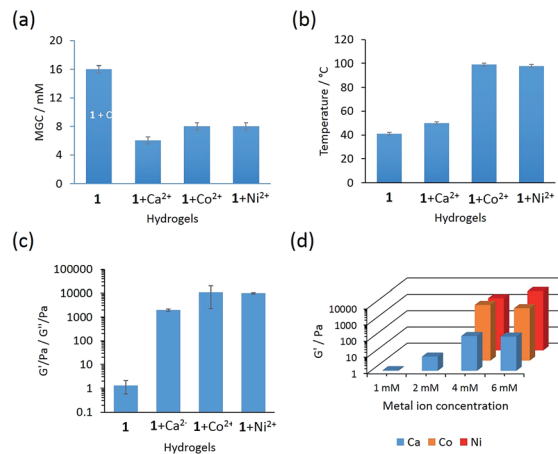 (a)
MGC / mM
20
16
12
8
4
0
1 + C
1
1+Ca²⁺
1+Co²⁺
1+Ni²⁺
Hydrogels
(b)
Temperature / °C
120
100
80
60
40
20
0
1
1+Ca²⁺
1+Co²⁺
1+Ni²⁺
Hydrogels
(c)
G'/Pa / G''/Pa
100000
10000
1000
100
10
1
0.1
1
1+Ca²
1+Co²⁺
1+Ni²⁺
Hydrogels
(d)
G' / Pa
10000
1000
100
10
1
1 mM
2 mM
4 mM
6 mM
Metal ion concentration
Ca
Co
Ni